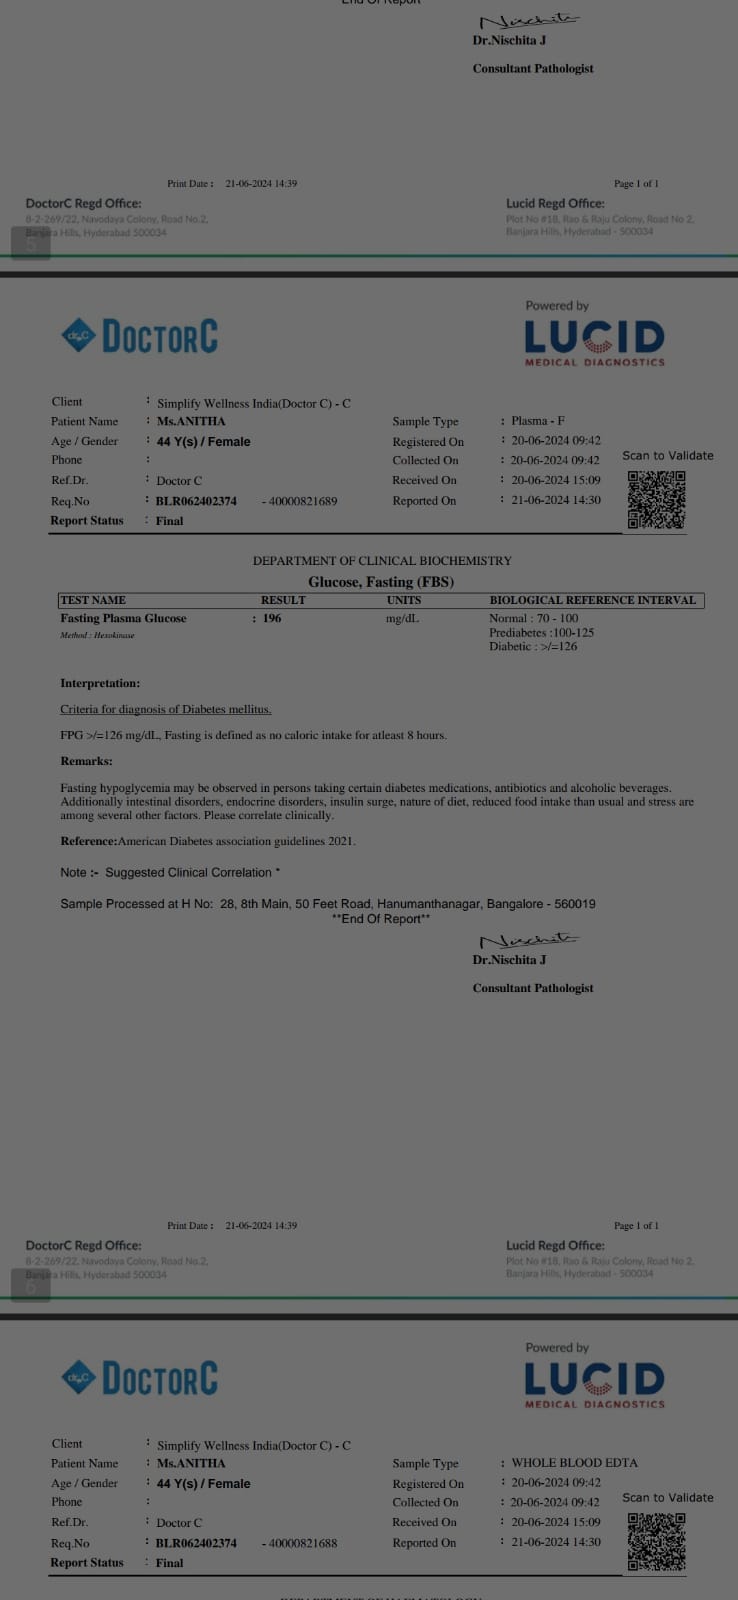 End Of Report
Nischita
Dr.Nischita J
Consultant Pathologist
Print Date : 21-06-2024 14:39
Page 1 of 1
DoctorC Regd Office:
8-2-269/22, Navodaya Colony, Road No.2,
Banjara Hills, Hyderabad 500034
Lucid Regd Office:
Plot No #18, Rao & Raju Colony, Road No 2,
Banjara Hills, Hyderabad - 500034
5
dr.C DOCTORC
Powered by
LUCID
MEDICAL DIAGNOSTICS
Client : Simplify Wellness India(Doctor C) - C
Patient Name : Ms.ANITHA
Age / Gender : 44 Y(s) / Female
Phone :
Ref.Dr. : Doctor C
Req.No : BLR062402374 - 40000821689
Report Status : Final
Sample Type : Plasma - F
Registered On : 20-06-2024 09:42
Collected On : 20-06-2024 09:42
Received On : 20-06-2024 15:09
Reported On : 21-06-2024 14:30
Scan to Validate
DEPARTMENT OF CLINICAL BIOCHEMISTRY
Glucose, Fasting (FBS)
TEST NAME RESULT UNITS BIOLOGICAL REFERENCE INTERVAL
Fasting Plasma Glucose : 196 mg/dL Normal : 70 - 100
Method : Hexokinase
Prediabetes :100-125
Diabetic : >/=126
Interpretation:
Criteria for diagnosis of Diabetes mellitus.
FPG >/=126 mg/dL, Fasting is defined as no caloric intake for atleast 8 hours.
Remarks:
Fasting hypoglycemia may be observed in persons taking certain diabetes medications, antibiotics and alcoholic beverages.
Additionally intestinal disorders, endocrine disorders, insulin surge, nature of diet, reduced food intake than usual and stress are
among several other factors. Please correlate clinically.
Reference:American Diabetes association guidelines 2021.
Note :- Suggested Clinical Correlation *
Sample Processed at H No: 28, 8th Main, 50 Feet Road, Hanumanthanagar, Bangalore - 560019
**End Of Report**
Nischita
Dr.Nischita J
Consultant Pathologist
Print Date : 21-06-2024 14:39
Page 1 of 1
DoctorC Regd Office:
8-2-269/22, Navodaya Colony, Road No.2,
Banjara Hills, Hyderabad 500034
Lucid Regd Office:
Plot No #18, Rao & Raju Colony, Road No 2,
Banjara Hills, Hyderabad - 500034
6
dr.C DOCTORC
Powered by
LUCID
MEDICAL DIAGNOSTICS
Client : Simplify Wellness India(Doctor C) - C
Patient Name : Ms.ANITHA
Age / Gender : 44 Y(s) / Female
Phone :
Ref.Dr. : Doctor C
Req.No : BLR062402374 - 40000821688
Report Status : Final
Sample Type : WHOLE BLOOD EDTA
Registered On : 20-06-2024 09:42
Collected On : 20-06-2024 09:42
Received On : 20-06-2024 15:09
Reported On : 21-06-2024 14:30
Scan to Validate